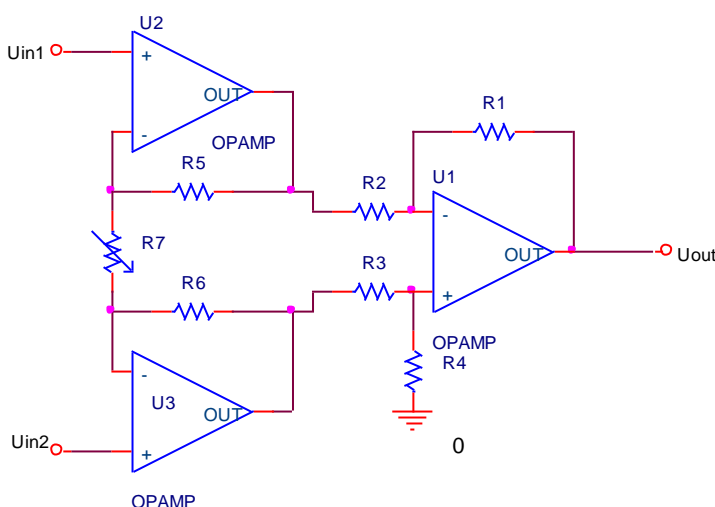 U2
Uin1
+
OUT
-
OPAMP
R1
R5
R2
U1
-
R7
OUT
Uout
R3
R6
+
OPAMP
R4
-
U3
OUT
Uin2
+
0
OPAMP